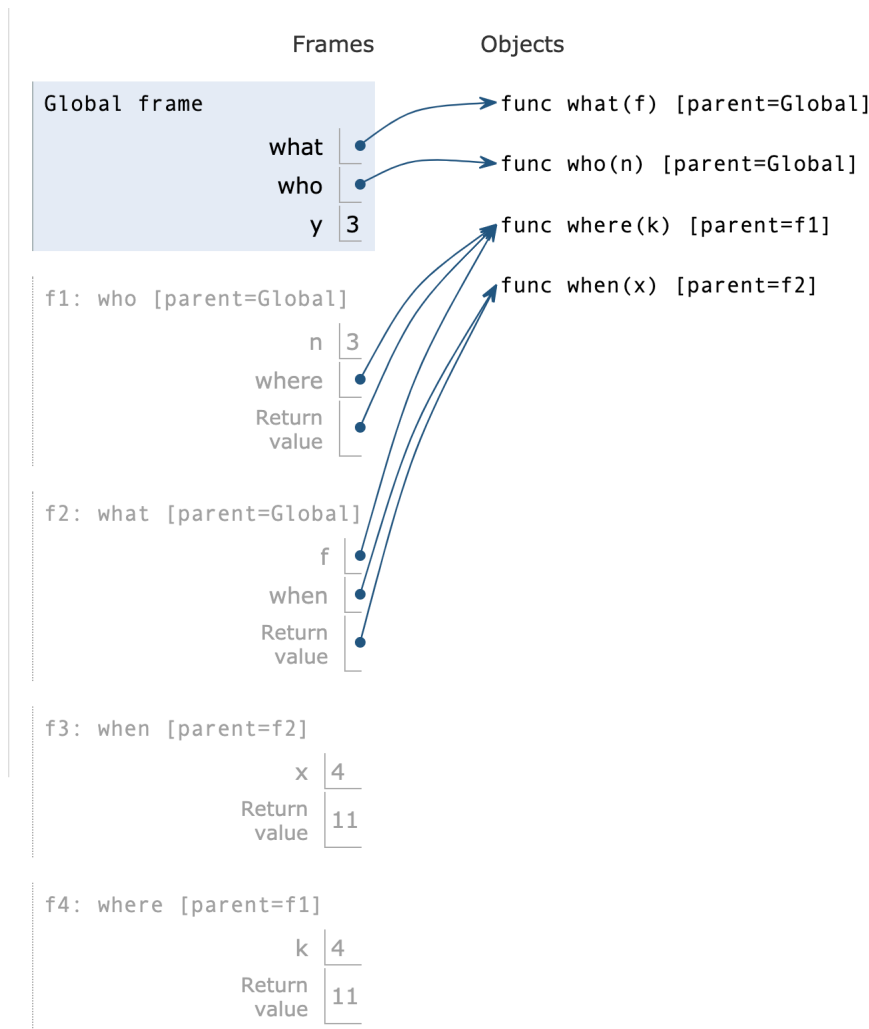 Frames Objects
Global frame
what
who
y 3
func what(f) [parent=Global]
func who(n) [parent=Global]
func where(k) [parent=f1]
func when(x) [parent=f2]
f1: who [parent=Global]
n 3
where
Return
value
f2: what [parent=Global]
f
when
Return
value
f3: when [parent=f2]
x 4
Return
value 11
f4: where [parent=f1]
k 4
Return
value 11